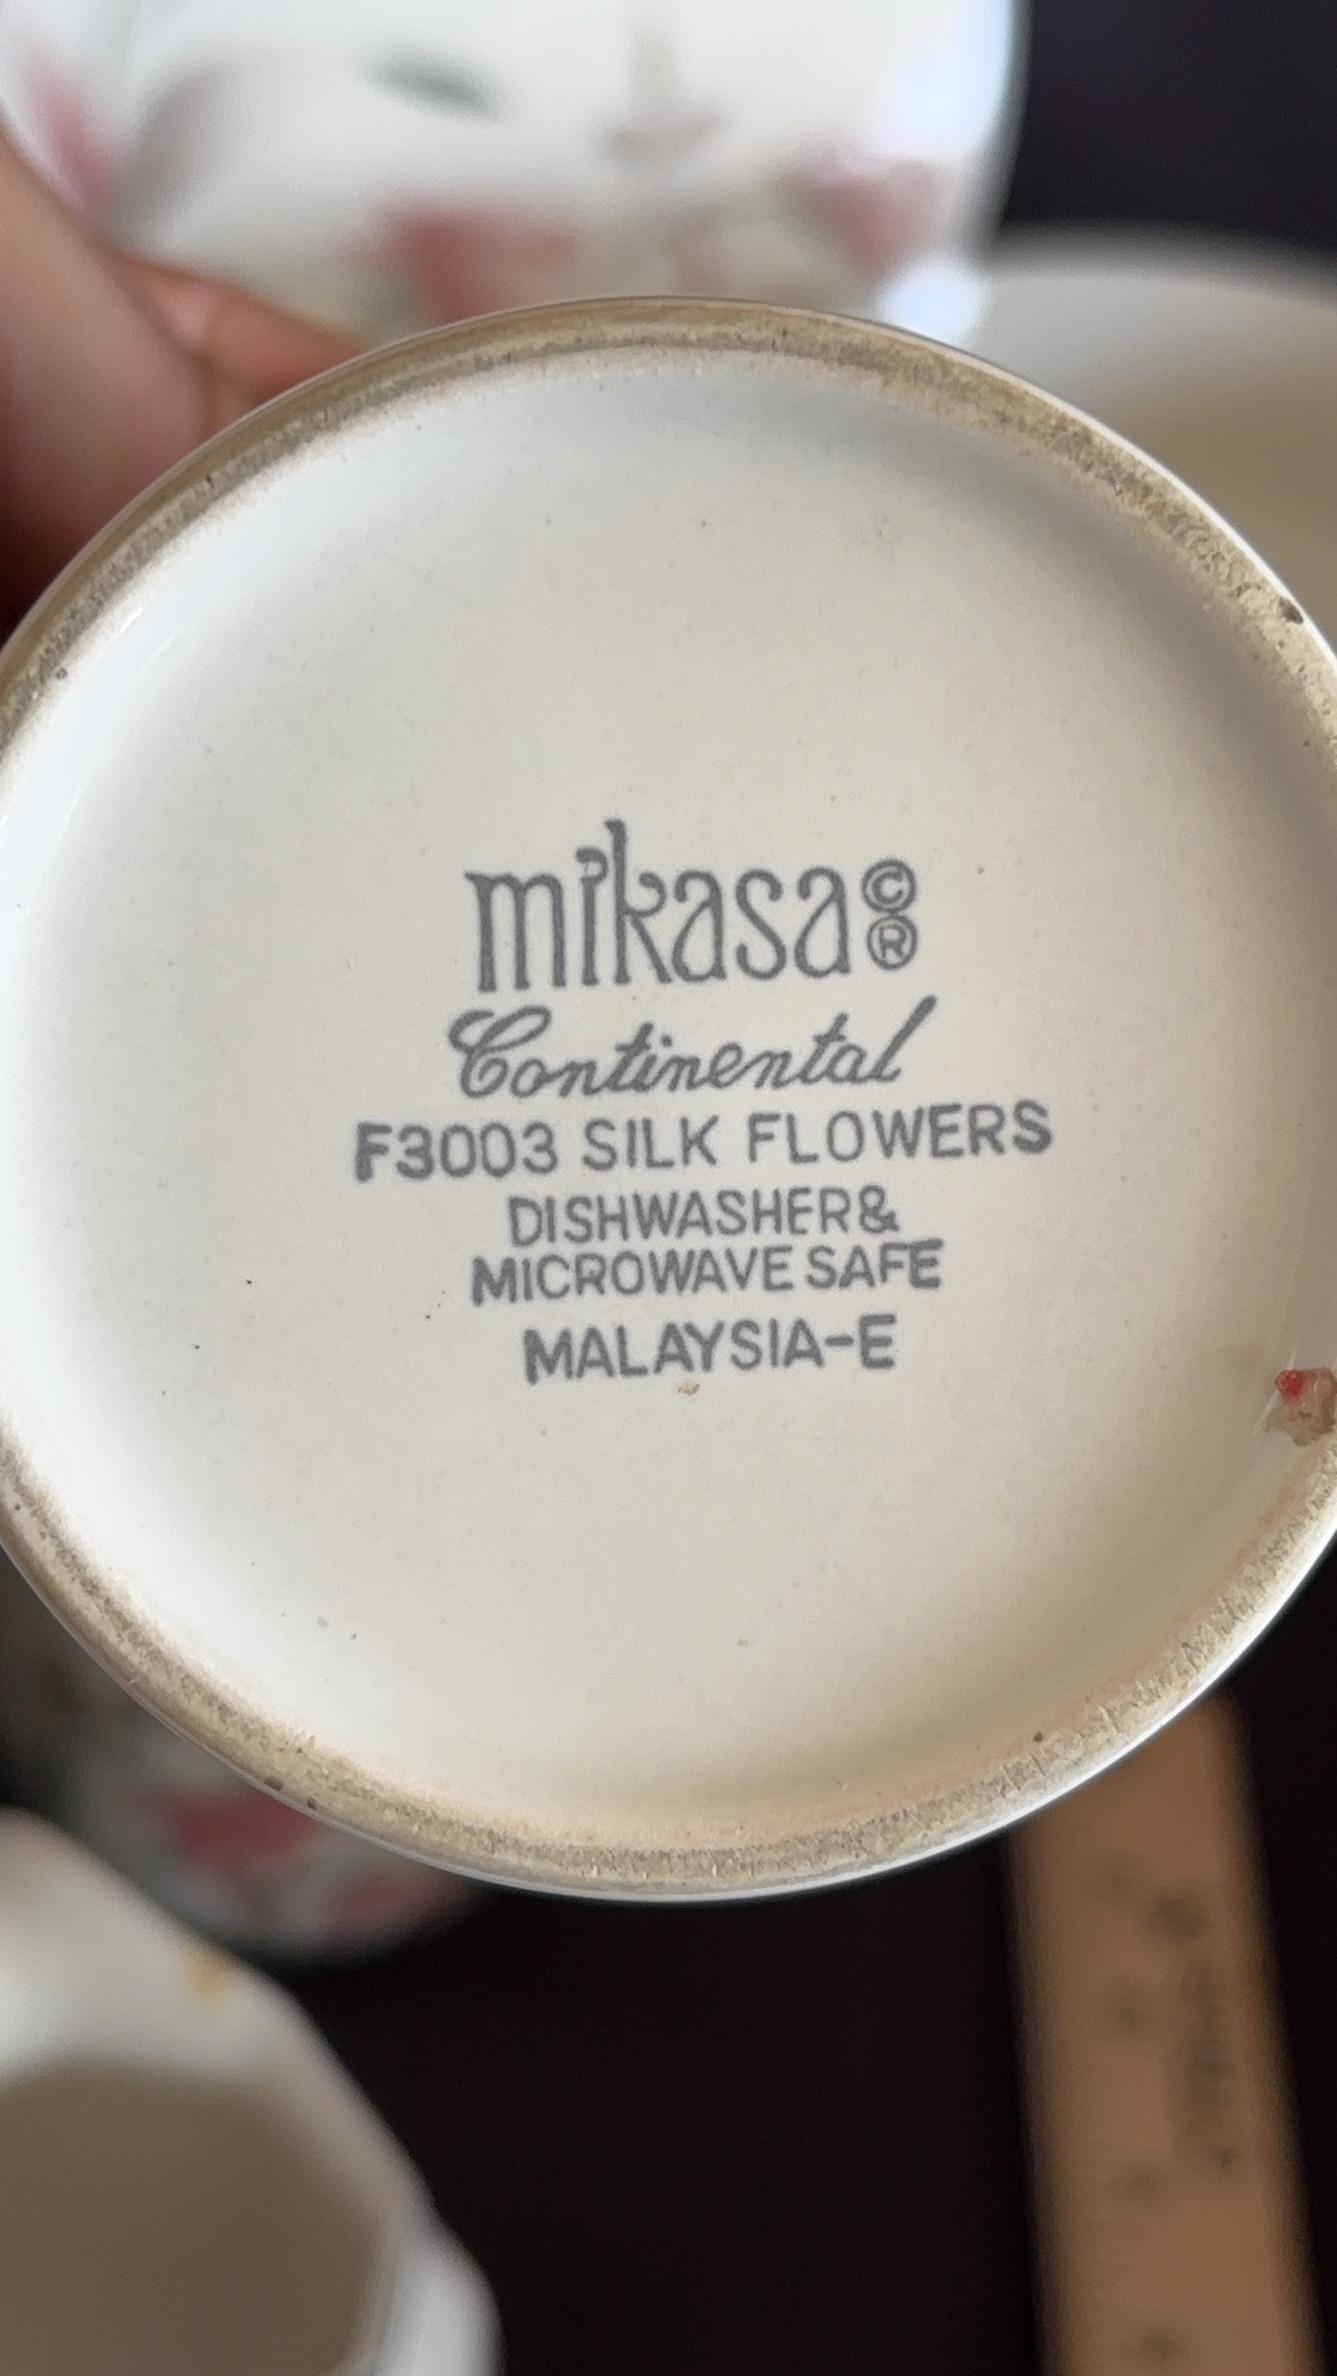 mikasa © ®
Continental
F3003 SILK FLOWERS
DISHWASHER &
MICROWAVE SAFE
MALAYSIA-E